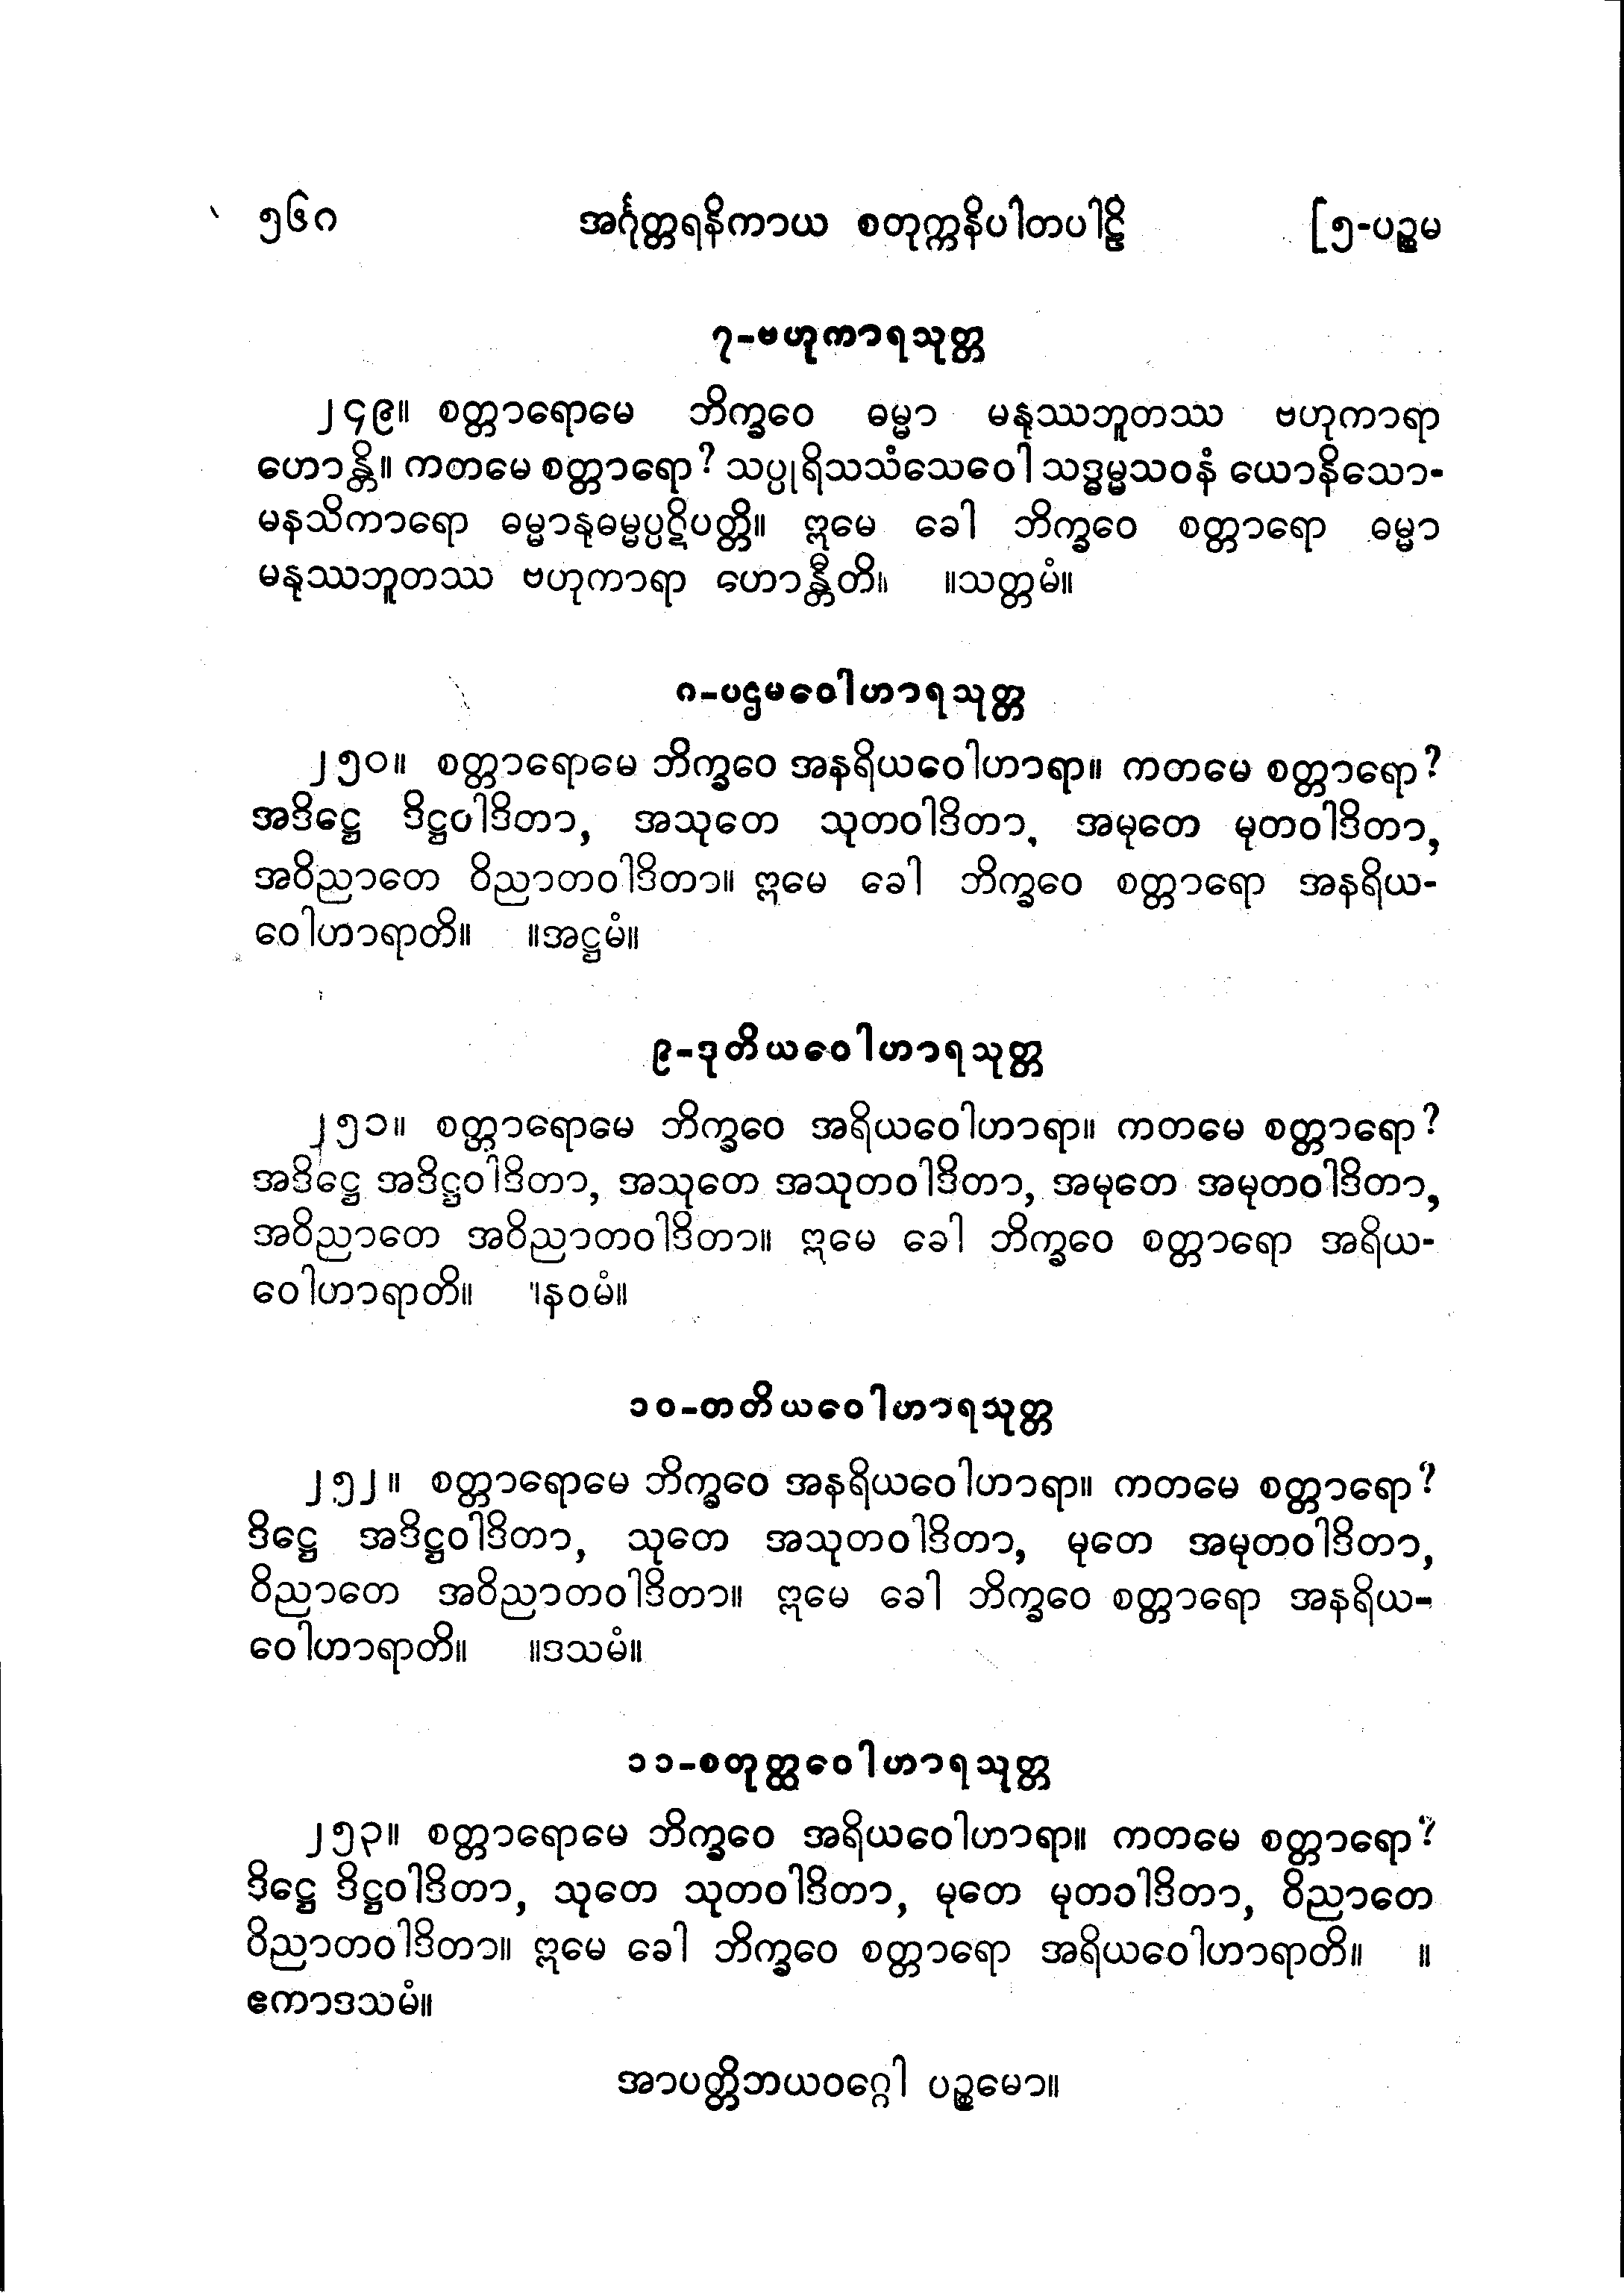 ၅၆၈ အင်္ဂုတ္တရနိကာယ စတုက္ကနိပါတပါဠိ [၅-ပဉ္စမ
၇-ဗဟုကာရသုတ္တ
၂၄၉။ စတ္တာရောမေ ဘိက္ခဝေ ဓမ္မာ မနုဿဘူတဿ ဗဟုကာရာ
ဟောန္တိ။ ကတမေ စတ္တာရော? သပ္ပုရိသသံသေဝေါ သဒ္ဓမ္မသဝနံ ယောနိသော-
မနသိကာရော ဓမ္မာနုဓမ္မပ္ပဋိပတ္တိ။ ဣမေ ခေါ ဘိက္ခဝေ စတ္တာရော ဓမ္မာ
မနုဿဘူတဿ ဗဟုကာရာ ဟောန္တီတိ။ ။သတ္တမံ။
၈-ပဌမဝေါဟာရသုတ္တ
၂၅၀။ စတ္တာရောမေ ဘိက္ခဝေ အနရိယဝေါဟာရာ။ ကတမေ စတ္တာရော?
အဒိဋ္ဌေ ဒိဋ္ဌဝါဒိတာ, အသုတေ သုတဝါဒိတာ, အမုတေ မုတဝါဒိတာ,
အဝိညာတေ ဝိညာတဝါဒိတာ။ ဣမေ ခေါ ဘိက္ခဝေ စတ္တာရော အနရိယ-
ဝေါဟာရာတိ။ ။အဋ္ဌမံ။
၉-ဒုတိယဝေါဟာရသုတ္တ
၂၅၁။ စတ္တာရောမေ ဘိက္ခဝေ အရိယဝေါဟာရာ။ ကတမေ စတ္တာရော?
အဒိဋ္ဌေ အဒိဋ္ဌဝါဒိတာ, အသုတေ အသုတဝါဒိတာ, အမုတေ အမုတဝါဒိတာ,
အဝိညာတေ အဝိညာတဝါဒိတာ။ ဣမေ ခေါ ဘိက္ခဝေ စတ္တာရော အရိယ-
ဝေါဟာရာတိ။ ။နဝမံ။
၁၀-တတိယဝေါဟာရသုတ္တ
၂၅၂။ စတ္တာရောမေ ဘိက္ခဝေ အနရိယဝေါဟာရာ။ ကတမေ စတ္တာရော?
ဒိဋ္ဌေ အဒိဋ္ဌဝါဒိတာ, သုတေ အသုတဝါဒိတာ, မုတေ အမုတဝါဒိတာ,
ဝိညာတေ အဝိညာတဝါဒိတာ။ ဣမေ ခေါ ဘိက္ခဝေ စတ္တာရော အနရိယ-
ဝေါဟာရာတိ။ ။ဒသမံ။
၁၁-စတုတ္ထဝေါဟာရသုတ္တ
၂၅၃။ စတ္တာရောမေ ဘိက္ခဝေ အရိယဝေါဟာရာ။ ကတမေ စတ္တာရော?
ဒိဋ္ဌေ ဒိဋ္ဌဝါဒိတာ, သုတေ သုတဝါဒိတာ, မုတေ မုတဝါဒိတာ, ဝိညာတေ
ဝိညာတဝါဒိတာ။ ဣမေ ခေါ ဘိက္ခဝေ စတ္တာရော အရိယဝေါဟာရာတိ။ ။
ဧကာဒသမံ။
အာပတ္တိဘယဝဂ္ဂေါ ပဉ္စမော။